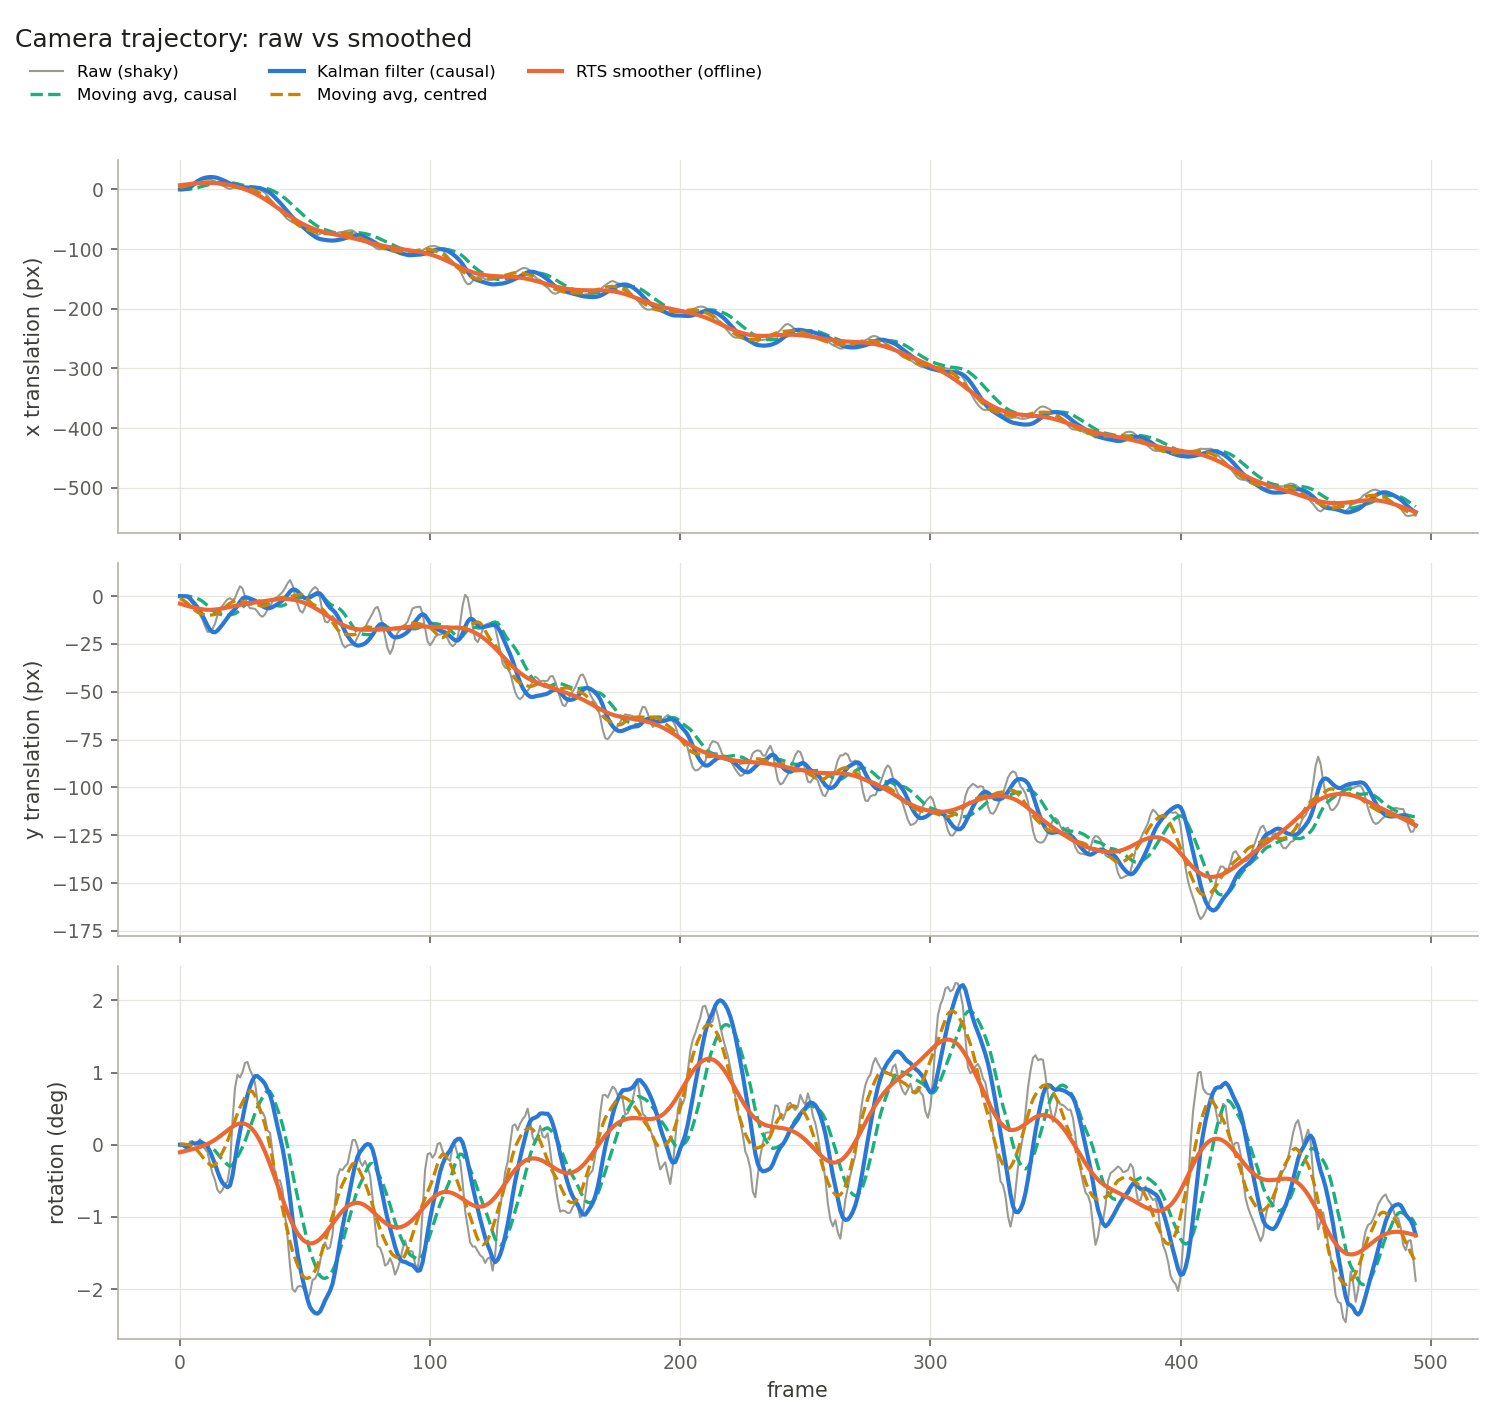 Camera trajectory: raw vs smoothed
Raw (shaky)
Kalman filter (causal)
RTS smoother (offline)
Moving avg, causal
Moving avg, centred
x translation (px)
0
−100
−200
−300
−400
−500
y translation (px)
0
−25
−50
−75
−100
−125
−150
−175
rotation (deg)
2
1
0
−1
−2
0 100 200 300 400 500
frame